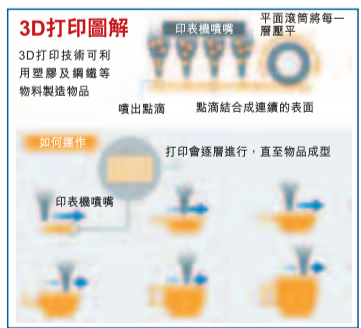 3D打印圖解
3D打印技術可利
用塑膠及鋼鐵等
物料製造物品
印表機噴嘴
平面滾筒將每一
層壓平
噴出點滴
點滴結合成連續的表面
如何運作
打印會逐層進行，直至物品成型
印表機噴嘴